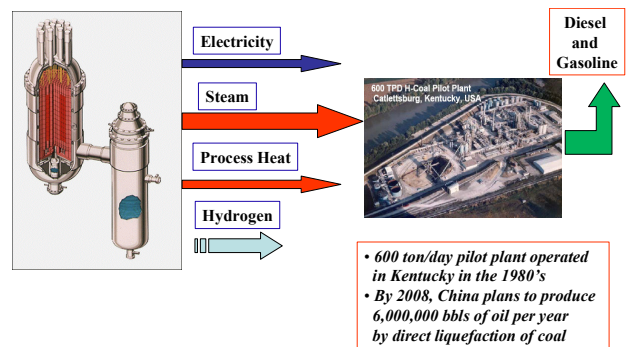 Electricity
Steam
Process Heat
Hydrogen
600 TPD H-Coal Pilot Plant
Catlettsburg, Kentucky, USA
Diesel
and
Gasoline
• 600 ton/day pilot plant operated
in Kentucky in the 1980’s
• By 2008, China plans to produce
6,000,000 bbls of oil per year
by direct liquefaction of coal